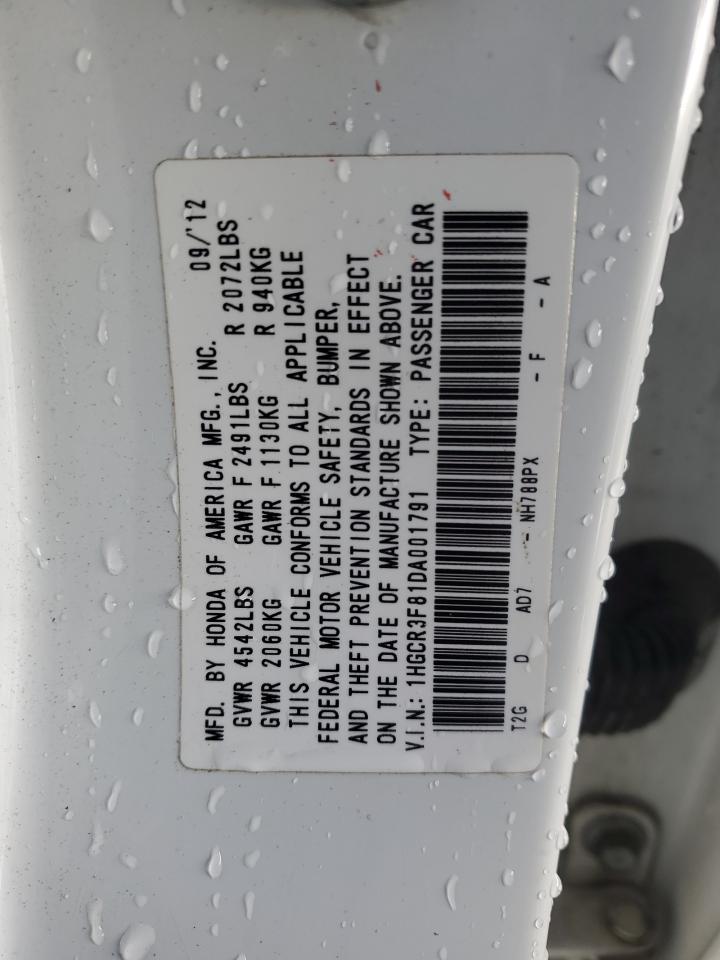 09/'12
MFD. BY HONDA OF AMERICA MFG., INC.
GVWR 4542LBS GAWR F 2491LBS R 2072LBS
GVWR 2060KG GAWR F 1130KG R 940KG
THIS VEHICLE CONFORMS TO ALL APPLICABLE
FEDERAL MOTOR VEHICLE SAFETY, BUMPER,
AND THEFT PREVENTION STANDARDS IN EFFECT
ON THE DATE OF MANUFACTURE SHOWN ABOVE.
V.I.N.: 1HGCR3F81DA001791 TYPE: PASSENGER CAR
T2G D AD7 - NH788PX - F - A